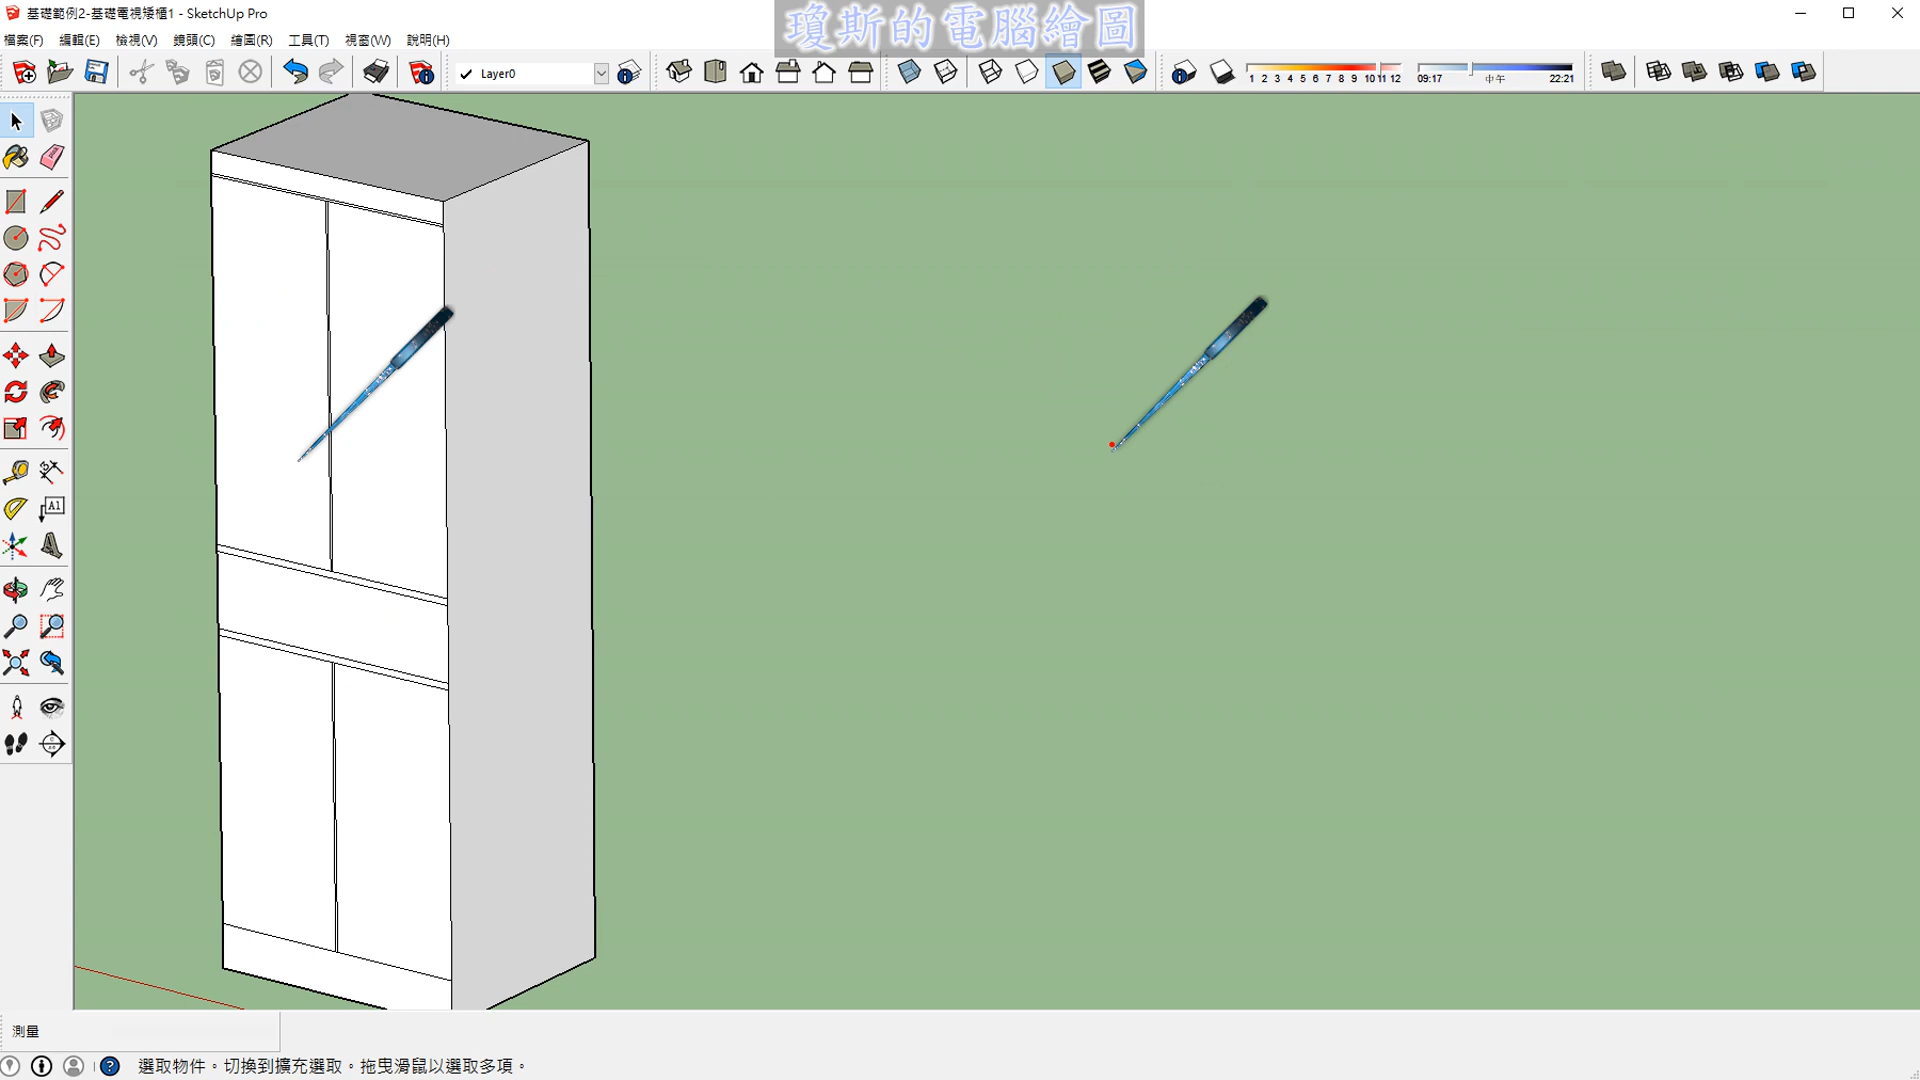 基礎範例2-基礎電視矮櫃1 - SketchUp Pro
瓊斯的電腦繪圖
檔案(F) 編輯(E) 檢視(V) 鏡頭(C) 繪圖(R) 工具(T) 視窗(W) 說明(H)
Layer0
1 2 3 4 5 6 7 8 9 10 11 12
09:17 中午 22:21
A1
測量
選取物件。切換到擴充選取。拖曳滑鼠以選取多項。